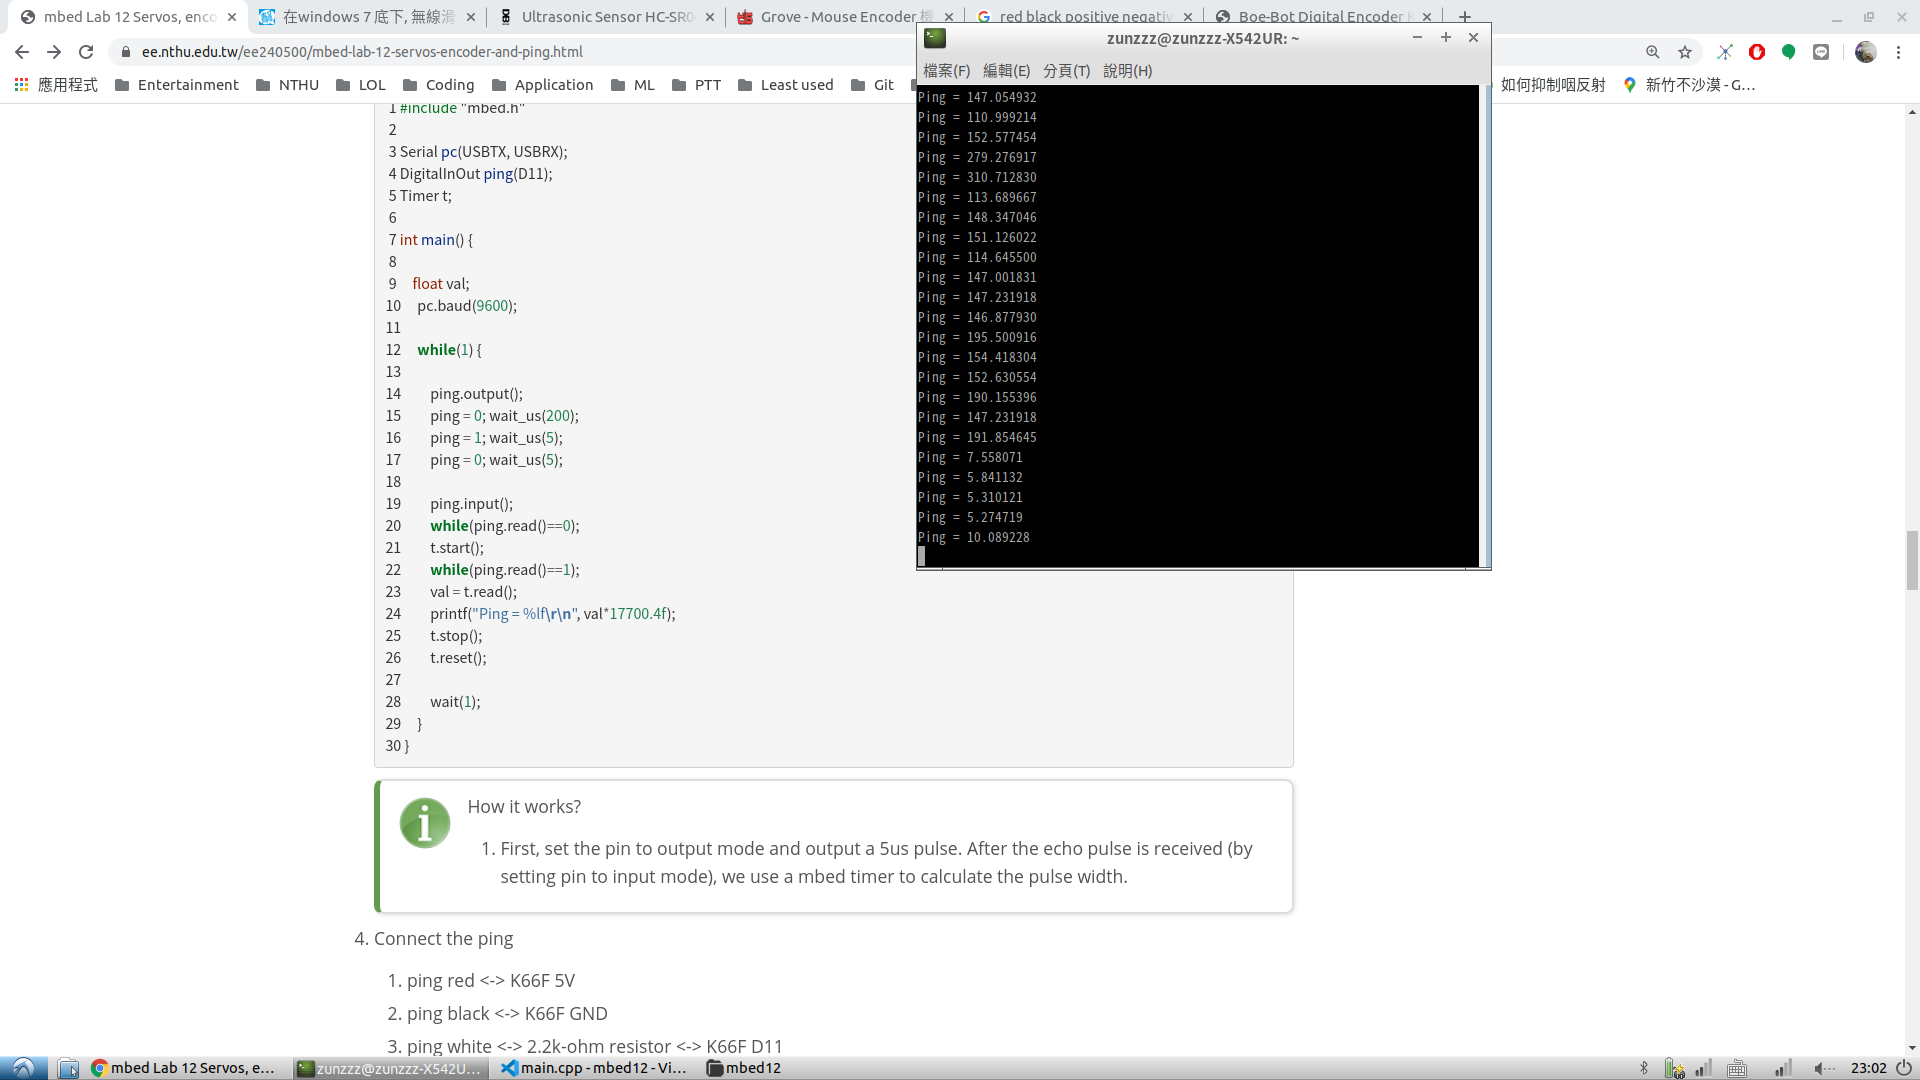 mbed Lab 12 Servos, enco
在windows 7 底下, 無線滑
Ultrasonic Sensor HC-SR0
Grove - Mouse Encoder 機
red black positive negativ
Boe-Bot Digital Encoder K
ee.nthu.edu.tw/ee240500/mbed-lab-12-servos-encoder-and-ping.html
應用程式 Entertainment NTHU LOL Coding Application ML PTT Least used Git
如何抑制咽反射 新竹不沙漠 - G...
1 #include "mbed.h"
2
3 Serial pc(USBTX, USBRX);
4 DigitalInOut ping(D11);
5 Timer t;
6
7 int main() {
8
9 float val;
10 pc.baud(9600);
11
12 while(1) {
13
14 ping.output();
15 ping = 0; wait_us(200);
16 ping = 1; wait_us(5);
17 ping = 0; wait_us(5);
18
19 ping.input();
20 while(ping.read()==0);
21 t.start();
22 while(ping.read()==1);
23 val = t.read();
24 printf("Ping = %lf\r\n", val*17700.4f);
25 t.stop();
26 t.reset();
27
28 wait(1);
29 }
30 }
zunzzz@zunzzz-X542UR: ~
檔案(F) 編輯(E) 分頁(T) 說明(H)
Ping = 147.054932
Ping = 110.999214
Ping = 152.577454
Ping = 279.276917
Ping = 310.712830
Ping = 113.689667
Ping = 148.347046
Ping = 151.126022
Ping = 114.645500
Ping = 147.001831
Ping = 147.231918
Ping = 146.877930
Ping = 195.500916
Ping = 154.418304
Ping = 152.630554
Ping = 190.155396
Ping = 147.231918
Ping = 191.854645
Ping = 7.558071
Ping = 5.841132
Ping = 5.310121
Ping = 5.274719
Ping = 10.089228
How it works?
1. First, set the pin to output mode and output a 5us pulse. After the echo pulse is received (by
setting pin to input mode), we use a mbed timer to calculate the pulse width.
4. Connect the ping
1. ping red <-> K66F 5V
2. ping black <-> K66F GND
3. ping white <-> 2.2k-ohm resistor <-> K66F D11
mbed Lab 12 Servos, e... zunzzz@zunzzz-X542U... main.cpp - mbed12 - Vi... mbed12 23:02